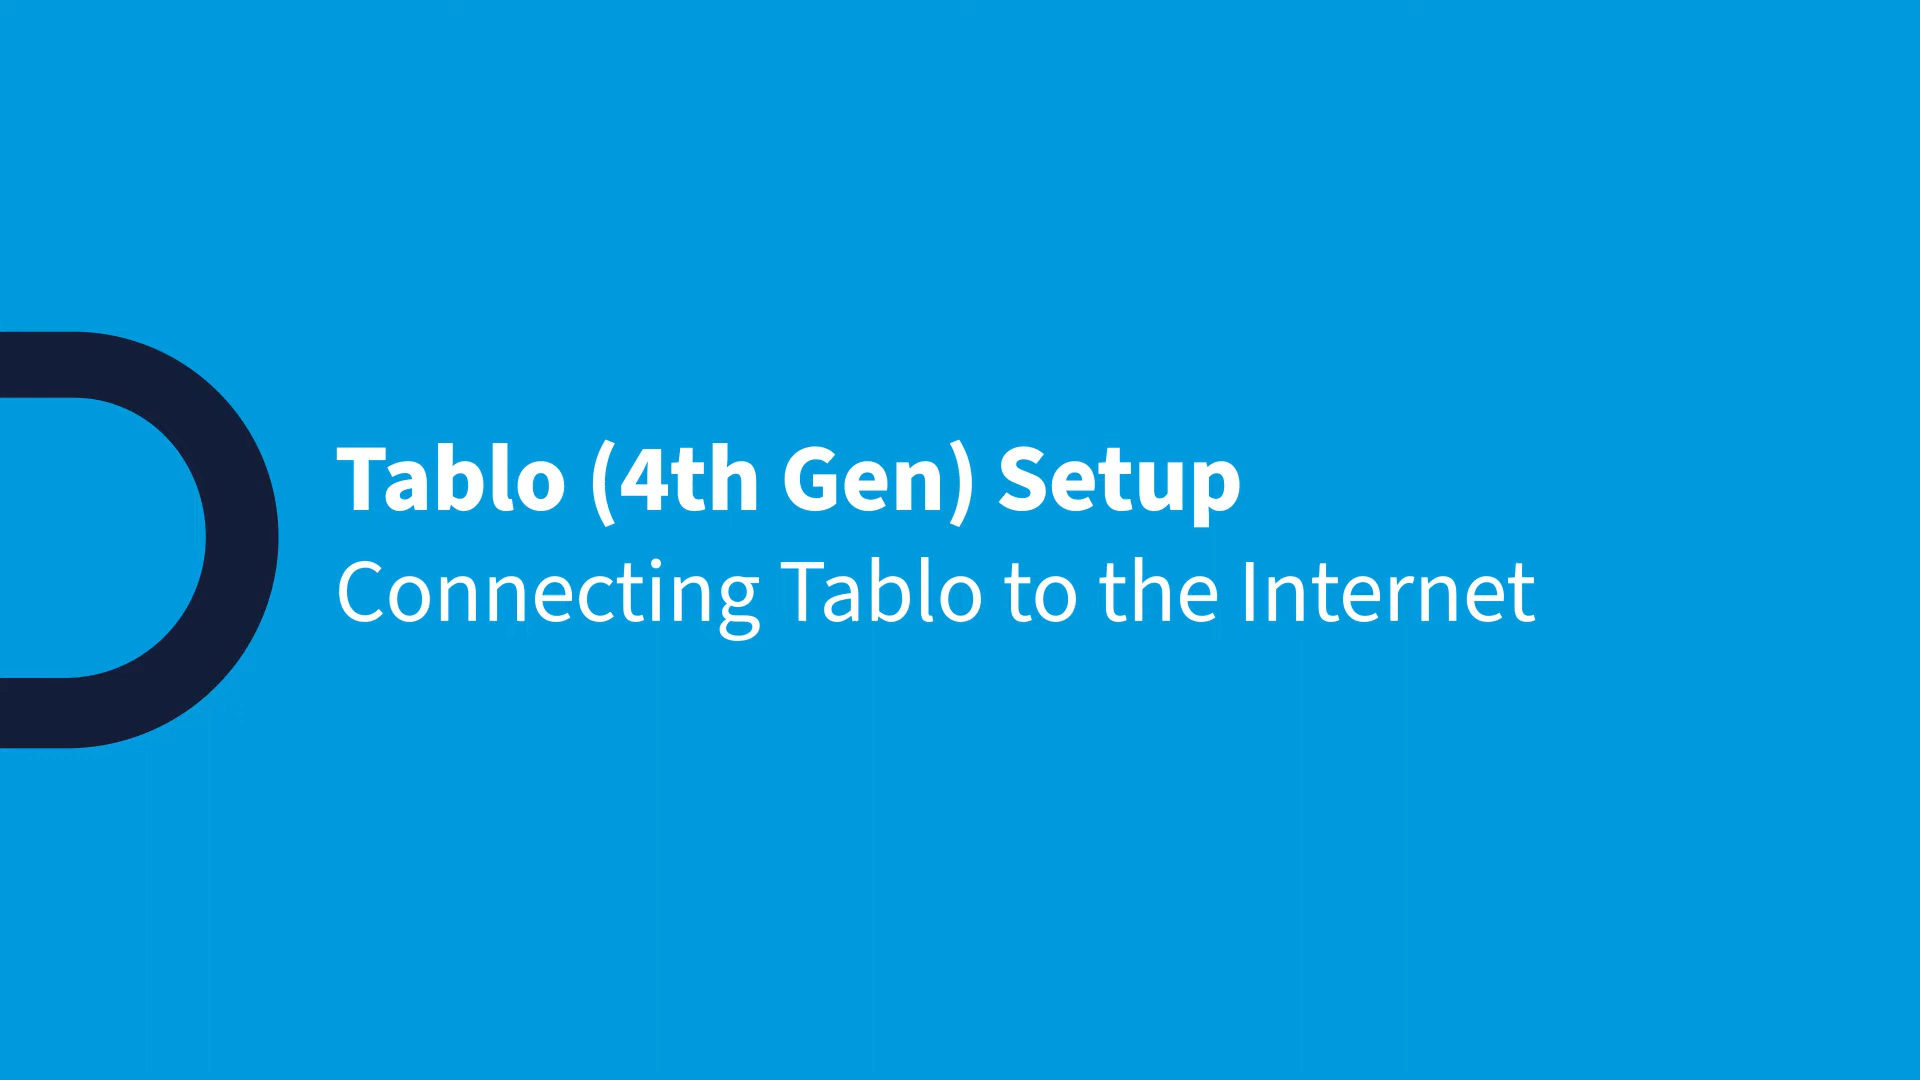 Tablo (4th Gen) Setup
Connecting Tablo to the Internet